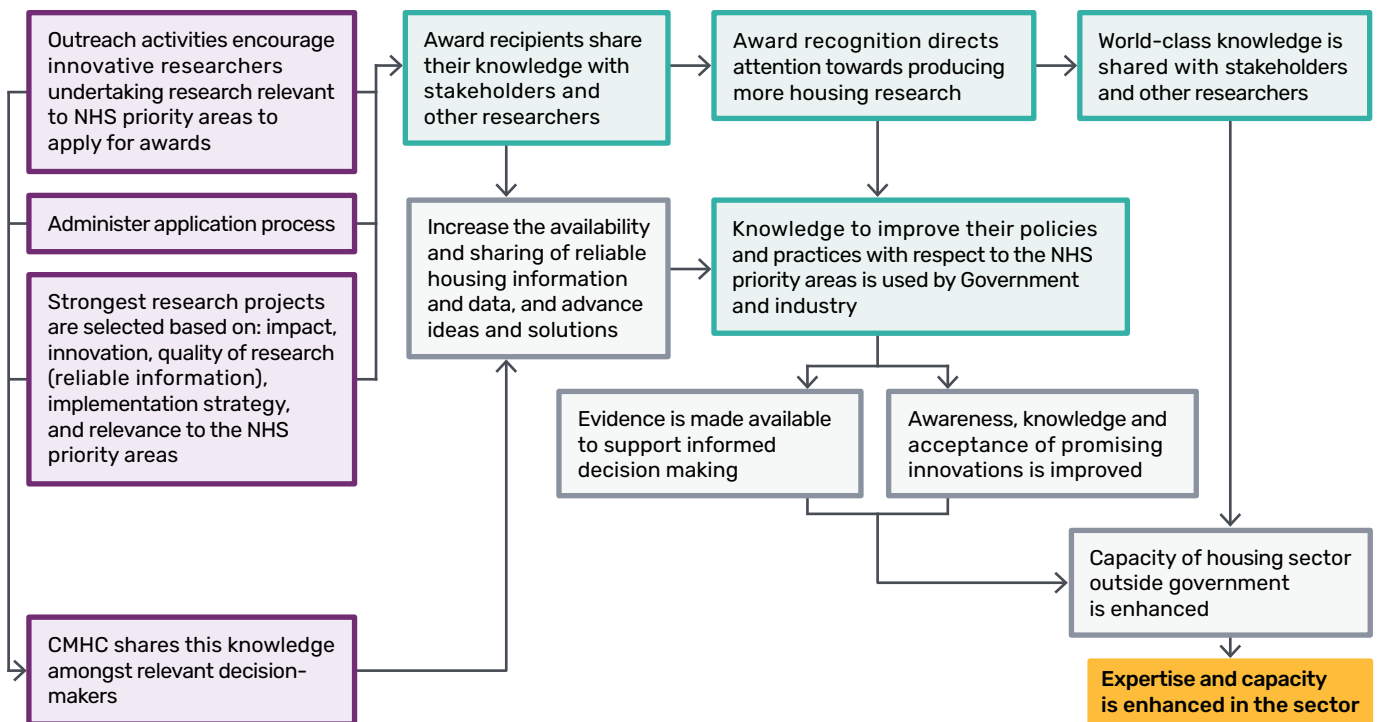 Outreach activities encourage
innovative researchers
undertaking research relevant
to NHS priority areas to
apply for awards
Administer application process
Strongest research projects
are selected based on: impact,
innovation, quality of research
(reliable information),
implementation strategy,
and relevance to the NHS
priority areas
CMHC shares this knowledge
amongst relevant decision-
makers
Award recipients share
their knowledge with
stakeholders and
other researchers
Increase the availability
and sharing of reliable
housing information
and data, and advance
ideas and solutions
Award recognition directs
attention towards producing
more housing research
Knowledge to improve their policies
and practices with respect to the NHS
priority areas is used by Government
and industry
Evidence is made available
to support informed
decision making
Awareness, knowledge and
acceptance of promising
innovations is improved
World-class knowledge is
shared with stakeholders
and other researchers
Capacity of housing sector
outside government
is enhanced
Expertise and capacity
is enhanced in the sector